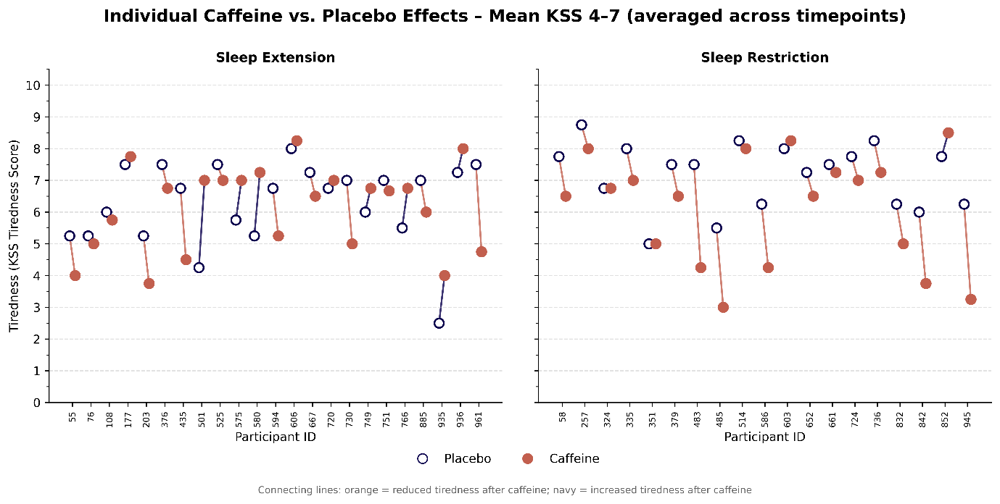 Individual Caffeine vs. Placebo Effects – Mean KSS 4–7 (averaged across timepoints)
Sleep Extension
Sleep Restriction
Tiredness (KSS Tiredness Score)
10
9
8
7
6
5
4
3
2
1
0
55 76 108 177 203 376 435 501 525 575 580 594 606 667 720 730 749 751 766 885 935 936 961
58 257 324 335 351 379 483 485 514 586 603 652 661 724 736 832 842 852 945
Participant ID
Participant ID
Placebo
Caffeine
Connecting lines: orange = reduced tiredness after caffeine; navy = increased tiredness after caffeine